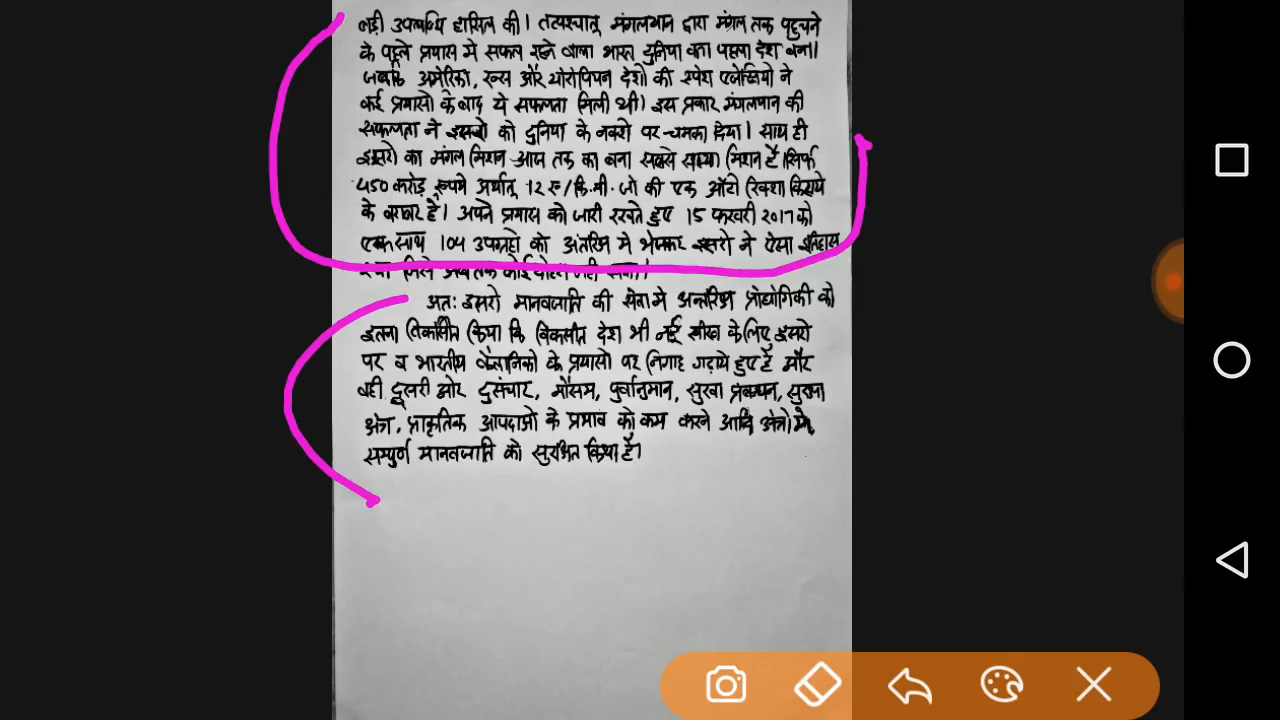 बड़ी उपलब्धि हासिल की। तत्पश्चात् मंगलयान द्वारा मंगल तक पहुचने
के पहले प्रयास मे सफल रहने वाला भारत दुनिया का पहला देश बना।
जबकि अमेरिका, रूस और योरोपियन देशो की स्पेश एजेन्सियो ने
कई प्रयासो के बाद ये सफलता मिली थी। इस प्रकार मंगलयान की
सफलता ने इसरो को दुनिया के नक्शे पर चमका दिया। साथ ही
इसरो का मंगल मिशन आज तक का बना सबसे सस्ता मिशन है। सिर्फ
450 करोड़ रूपये अर्थात् 12 रु/कि.मी. जो की एक ऑटो रिक्शा किराये
के बराबर है। अपने प्रयास को जारी रखते हुए 15 फरवरी 2017 को
एक साथ 104 उपग्रहो को अंतरिक्ष मे भेजकर इसरो ने ऐसा इतिहास
अतः इसरो मानवजाति की सेवा मे अन्तरिक्ष प्रोद्योगिकी को
इतना विकसित किया कि विकसीत देश भी नई सीख के लिए इसरो
पर व भारतीय वैज्ञानिको के प्रयासो पर निगाह गढ़ाये हुए है और
वही दूसरी ओर दुसंचार, मौसम, पुर्वानुमान, सुखा प्रबन्धन, सुरक्षा
क्षेत्र, प्राकृतिक आपदाओ के प्रभाव को कम करने आदि क्षेत्रो मे,
सम्पुर्ण मानवजाति को सुरक्षित किया है।